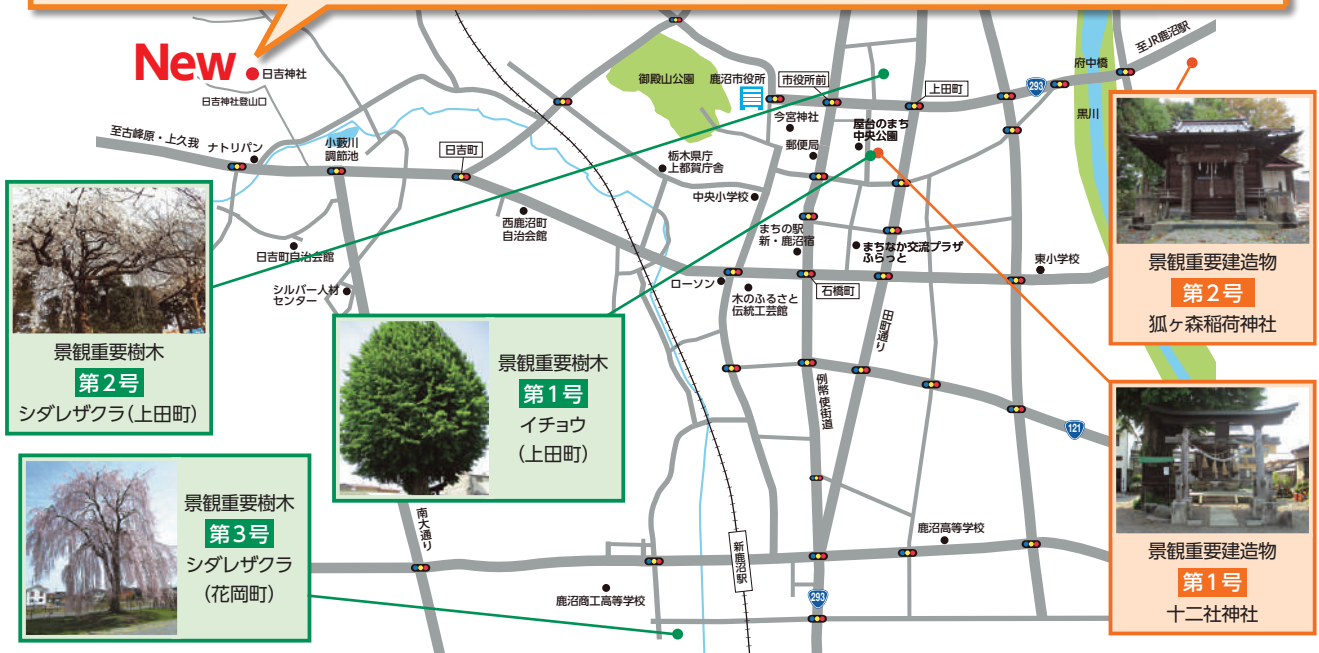 New
日吉神社
日吉神社登山口
至古峰原・上久我
ナトリパン
小藪川
調節池
日吉町
御殿山公園
鹿沼市役所
市役所前
上田町
293
府中橋
至JR鹿沼駅
黒川
今宮神社
郵便局
屋台のまち
中央公園
栃木県庁
上都賀庁舎
中央小学校
西鹿沼町
自治会館
日吉町自治会館
シルバー人材
センター
まちの駅
新・鹿沼宿
まちなか交流プラザ
ふらっと
東小学校
ローソン
木のふるさと
伝統工芸館
石橋町
田町通り
例幣使街道
121
南大通り
新鹿沼駅
鹿沼高等学校
鹿沼商工高等学校
293
景観重要樹木
第2号
シダレザクラ(上田町)
景観重要樹木
第1号
イチョウ
(上田町)
景観重要樹木
第3号
シダレザクラ
(花岡町)
景観重要建造物
第2号
狐ヶ森稲荷神社
景観重要建造物
第1号
十二社神社